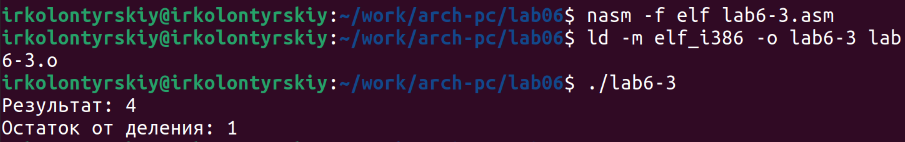 irkolontyrskiy@irkolontyrskiy:~/work/arch-pc/lab06$ nasm -f elf lab6-3.asm
irkolontyrskiy@irkolontyrskiy:~/work/arch-pc/lab06$ ld -m elf_i386 -o lab6-3 lab
6-3.o
irkolontyrskiy@irkolontyrskiy:~/work/arch-pc/lab06$ ./lab6-3
Результат: 4
Остаток от деления: 1